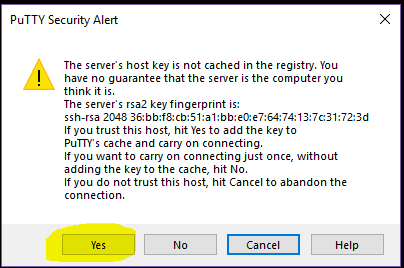 PuTTY Security Alert
The server's host key is not cached in the registry. You
have no guarantee that the server is the computer you
think it is.
The server's rsa2 key fingerprint is:
ssh-rsa 2048 36:bb:f8:cb:51:a1:bb:e0:e7:64:74:13:7c:31:72:3d
If you trust this host, hit Yes to add the key to
PuTTY's cache and carry on connecting.
If you want to carry on connecting just once, without
adding the key to the cache, hit No.
If you do not trust this host, hit Cancel to abandon the
connection.
Yes No Cancel Help